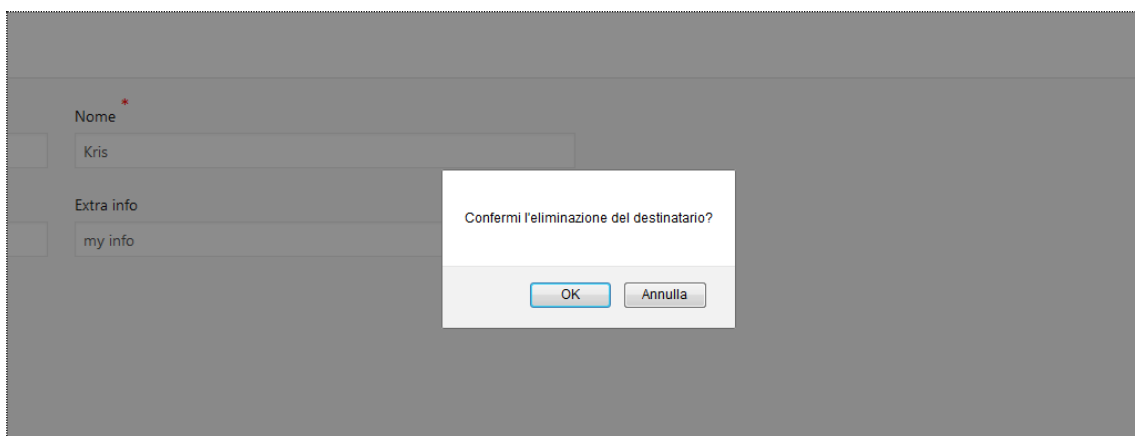 Nome *
Kris
Extra info
my info
Confermi l'eliminazione del destinatario?
OK
Annulla